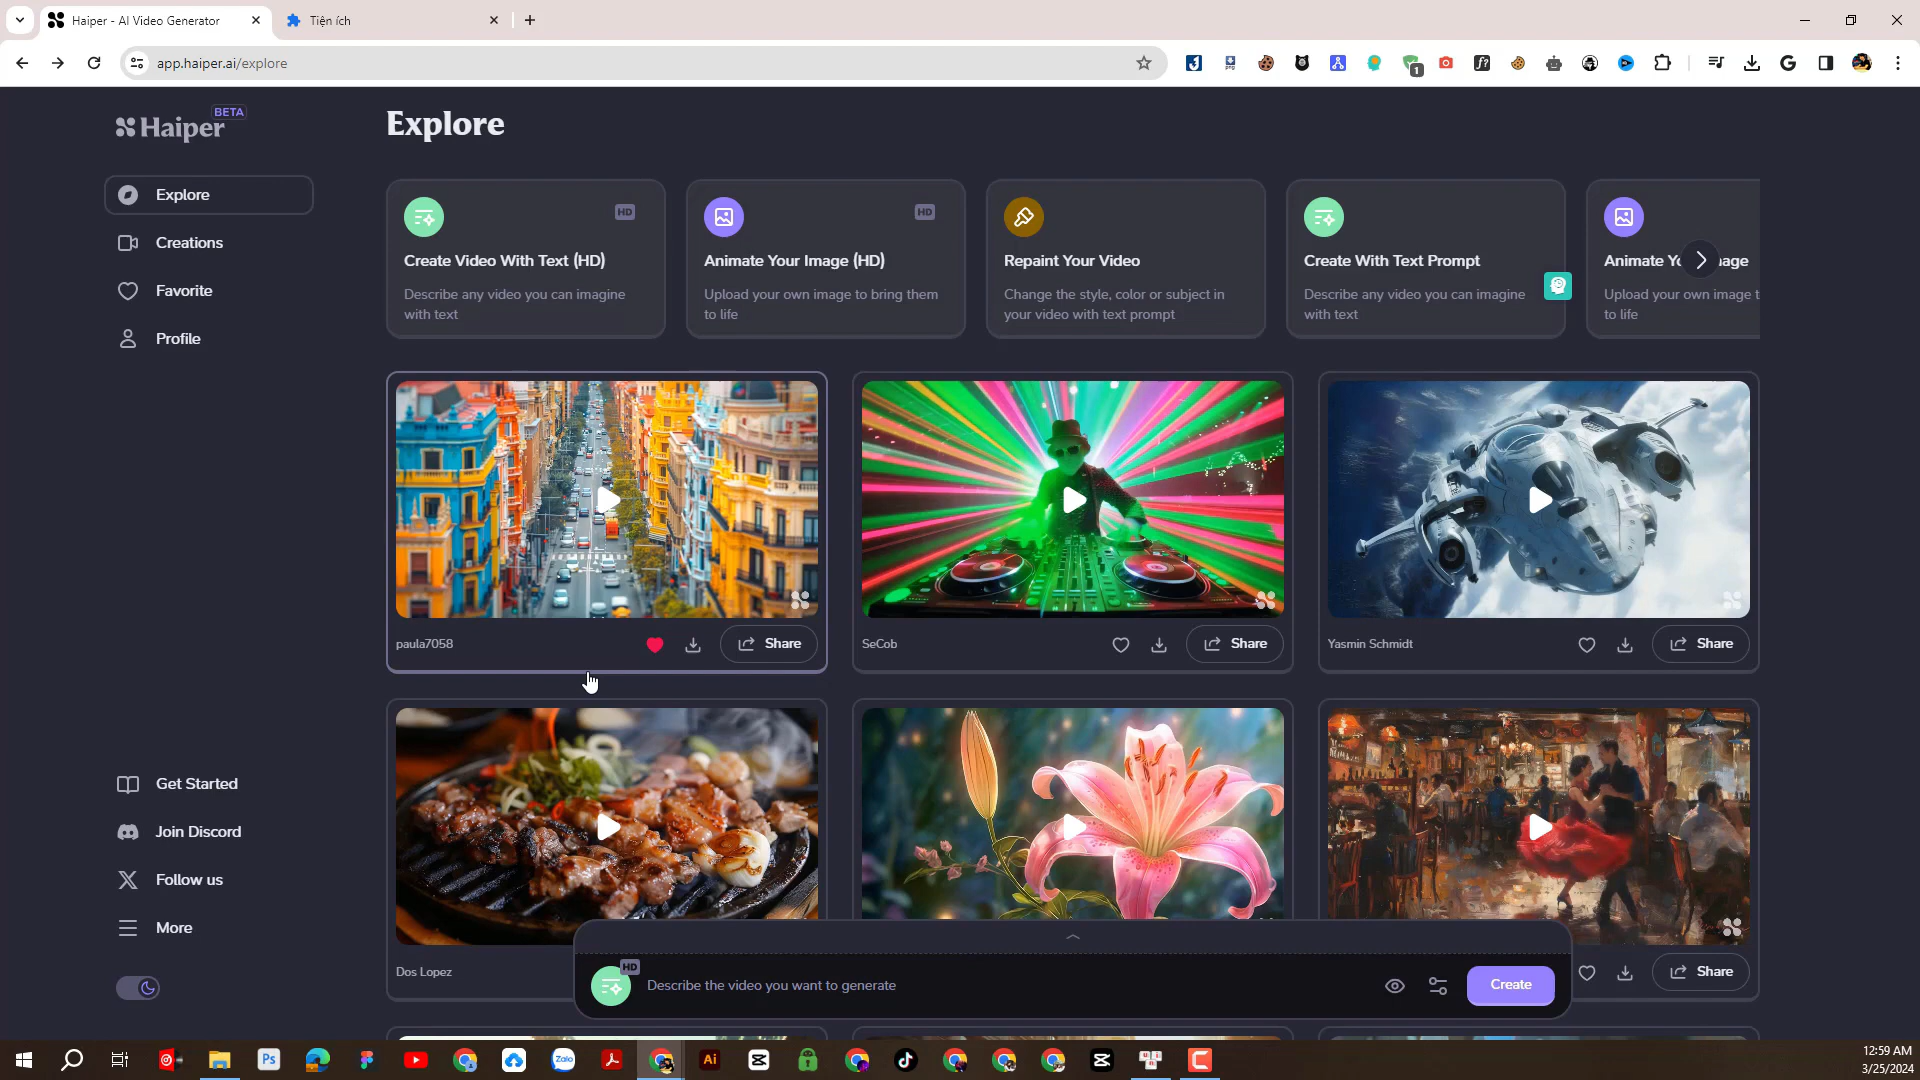 Haiper - AI Video Generator
Tiện ích
app.haiper.ai/explore
1
Haiper
BETA
Explore
Creations
Favorite
Profile
Get Started
Join Discord
Follow us
More
Explore
HD
Create Video With Text (HD)
Describe any video you can imagine
with text
HD
Animate Your Image (HD)
Upload your own image to bring them
to life
Repaint Your Video
Change the style, color or subject in
your video with text prompt
Create With Text Prompt
Describe any video you can imagine
with text
Animate
Upload your own image
to life
paula7058
Share
SeCob
Share
Yasmin Schmidt
Share
Dos Lopez
Share
HD
Describe the video you want to generate
Create
Ps
Zalo
Ai
12:59 AM
3/25/2024